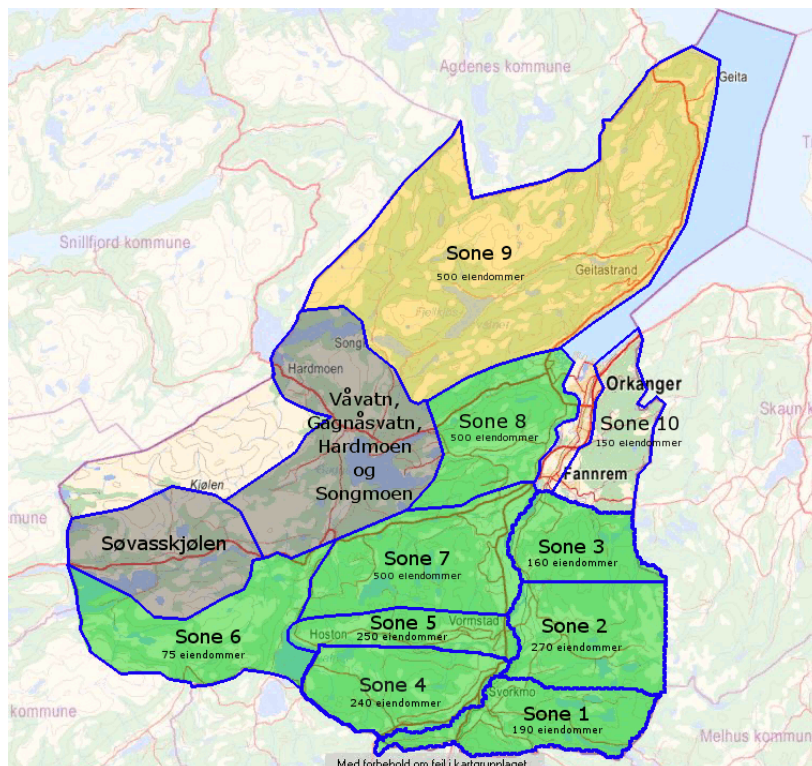 Agdenes kommune
Geita
Snillfjord kommune
Sone 9
500 eiendommer
Geitastrand
Song
Hardmoen
Våvatn,
Gagnåsvatn,
Hardmoen
og
Songmoen
Orkanger
Sone 8
500 eiendommer
Sone 10
150 eiendommer
Skaun k
Fannrem
Kjølen
Søvasskjølen
mmune
Sone 7
500 eiendommer
Sone 3
160 eiendommer
Sone 5
250 eiendommer
Hoston
Vormstad
Sone 2
270 eiendommer
Sone 6
75 eiendommer
Sone 4
240 eiendommer
Svorkmo
Sone 1
190 eiendommer
kommune
Melhus kommu
Med forbehold om feil i kartgrunnlaget